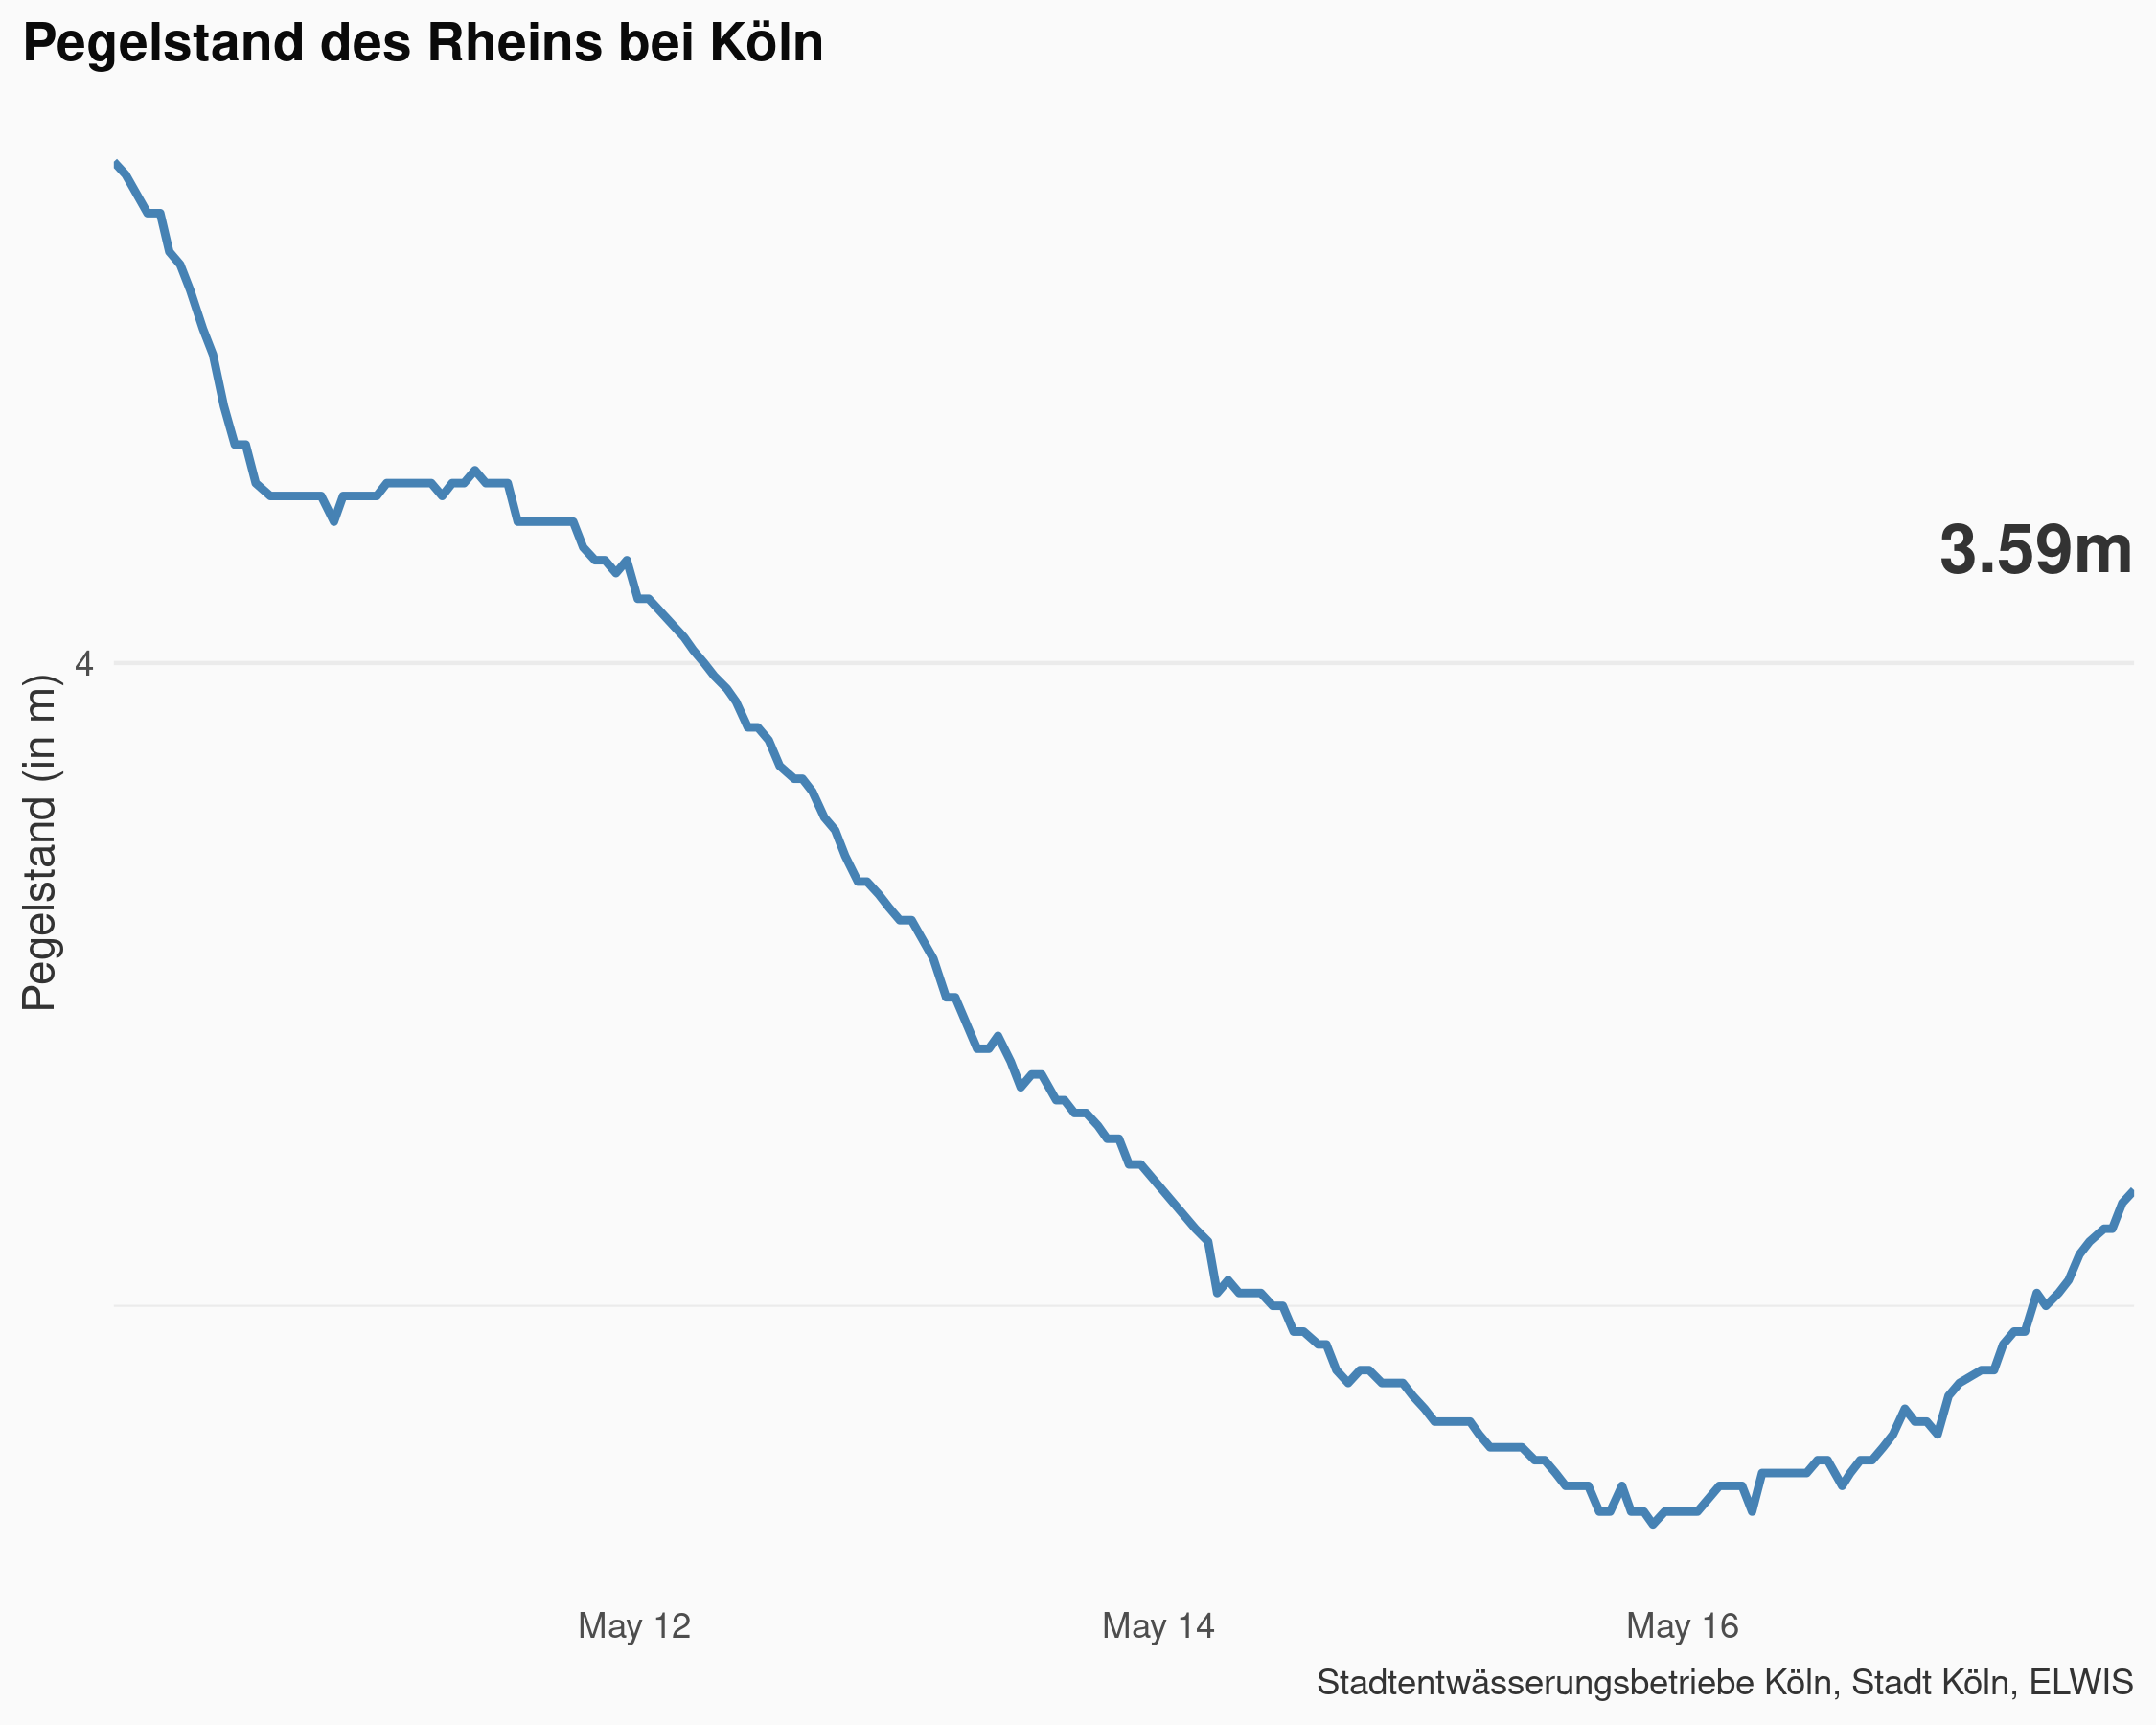 Pegelstand des Rheins bei Köln
3.59m
4
Pegelstand (in m)
May 12
May 14
May 16
Stadtentwässerungsbetriebe Köln, Stadt Köln, ELWIS